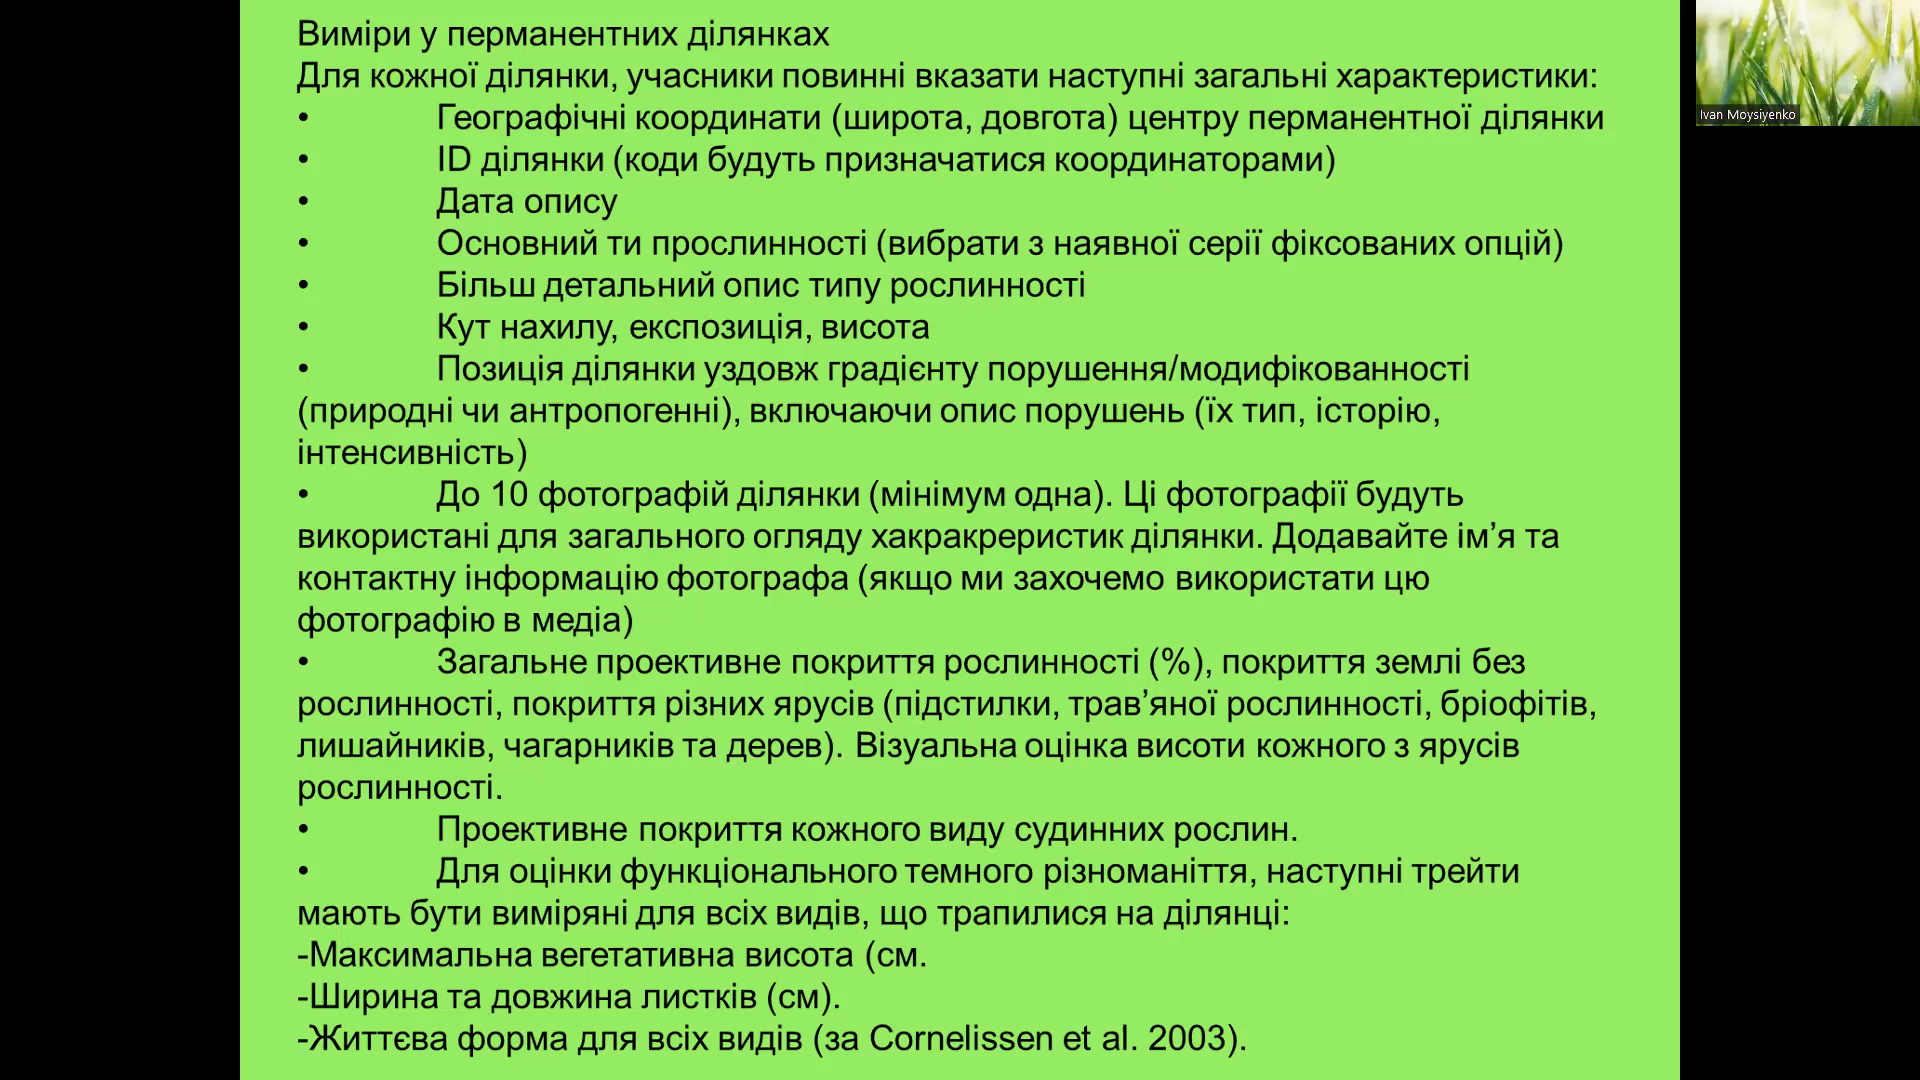 Виміри у перманентних ділянках
Для кожної ділянки, учасники повинні вказати наступні загальні характеристики:
• Географічні координати (широта, довгота) центру перманентної ділянки
• ID ділянки (коди будуть призначатися координаторами)
• Дата опису
• Основний ти прослинності (вибрати з наявної серії фіксованих опцій)
• Більш детальний опис типу рослинності
• Кут нахилу, експозиція, висота
• Позиція ділянки уздовж градієнту порушення/модифікованності
(природні чи антропогенні), включаючи опис порушень (їх тип, історію,
інтенсивність)
• До 10 фотографій ділянки (мінімум одна). Ці фотографії будуть
використані для загального огляду хакракреристик ділянки. Додавайте ім’я та
контактну інформацію фотографа (якщо ми захочемо використати цю
фотографію в медіа)
• Загальне проективне покриття рослинності (%), покриття землі без
рослинності, покриття різних ярусів (підстилки, трав’яної рослинності, бріофітів,
лишайників, чагарників та дерев). Візуальна оцінка висоти кожного з ярусів
рослинності.
• Проективне покриття кожного виду судинних рослин.
• Для оцінки функціонального темного різноманіття, наступні трейти
мають бути виміряні для всіх видів, що трапилися на ділянці:
-Максимальна вегетативна висота (см.
-Ширина та довжина листків (см).
-Життєва форма для всіх видів (за Cornelissen et al. 2003).
Ivan Moysiyenko